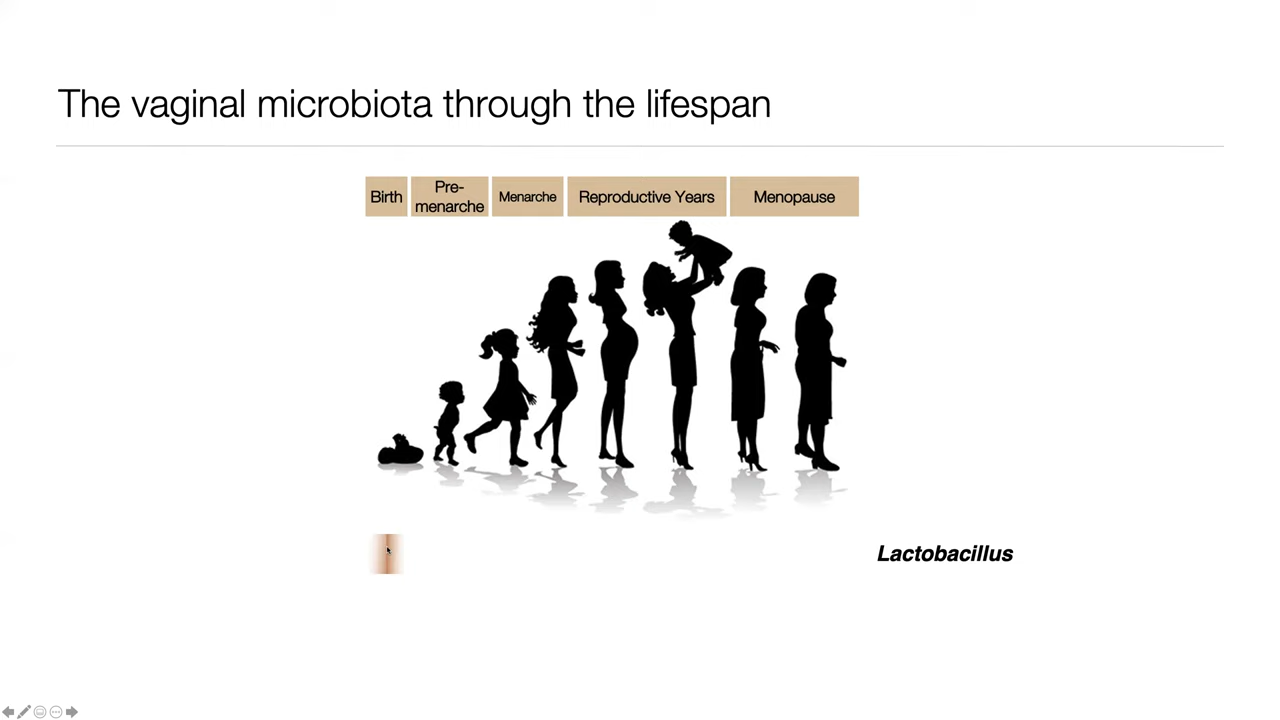 The vaginal microbiota through the lifespan
Birth
Pre-
menarche
Menarche
Reproductive Years
Menopause
Lactobacillus